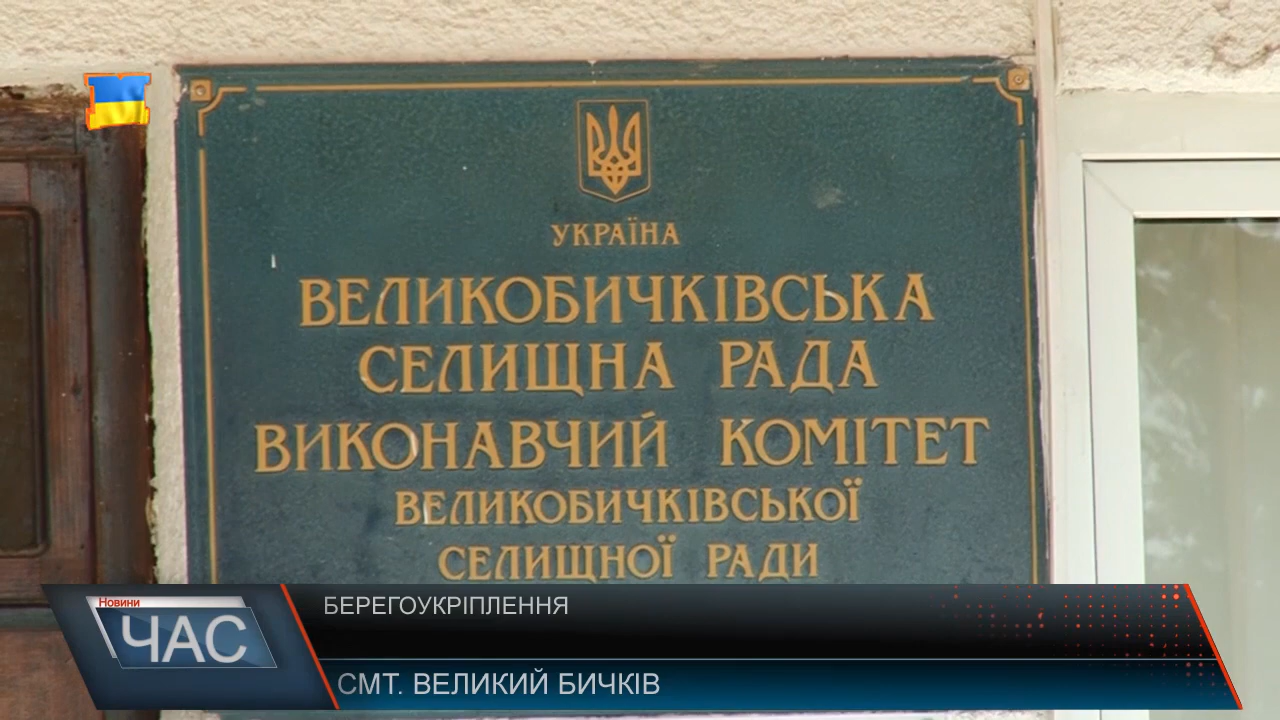 УКРАЇНА
ВЕЛИКОБИЧКІВСЬКА
СЕЛИЩНА РАДА
ВИКОНАВЧИЙ КОМІТЕТ
ВЕЛИКОБИЧКІВСЬКОЇ
СЕЛИЩНОЇ РАДИ
Новини
ЧАС
БЕРЕГОУКРІПЛЕННЯ
СМТ. ВЕЛИКИЙ БИЧКІВ